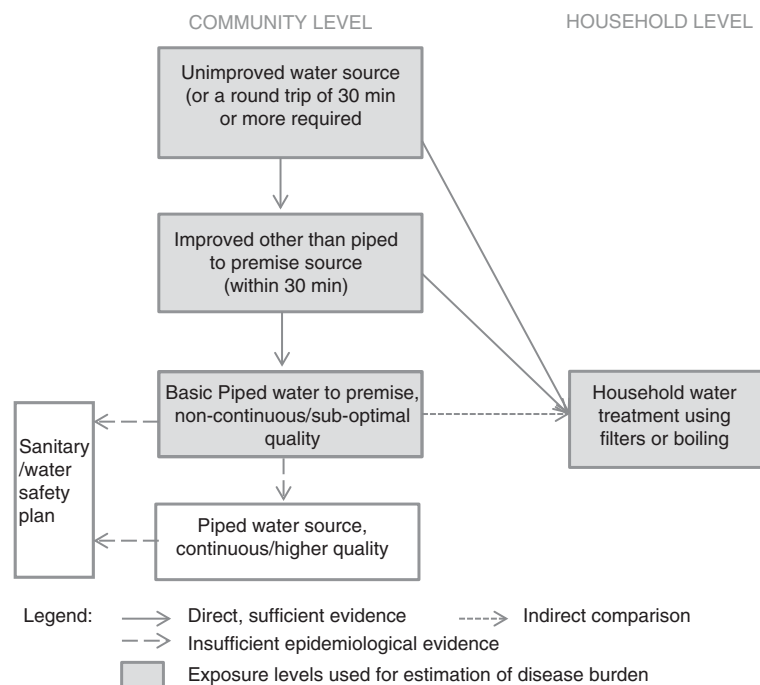 COMMUNITY LEVEL
HOUSEHOLD LEVEL
Unimproved water source
(or a round trip of 30 min
or more required
Improved other than piped
to premise source
(within 30 min)
Basic Piped water to premise,
non-continuous/sub-optimal
quality
Household water
treatment using
filters or boiling
Sanitary
/water
safety
plan
Piped water source,
continuous/higher quality
Legend:
Direct, sufficient evidence
Indirect comparison
Insufficient epidemiological evidence
Exposure levels used for estimation of disease burden